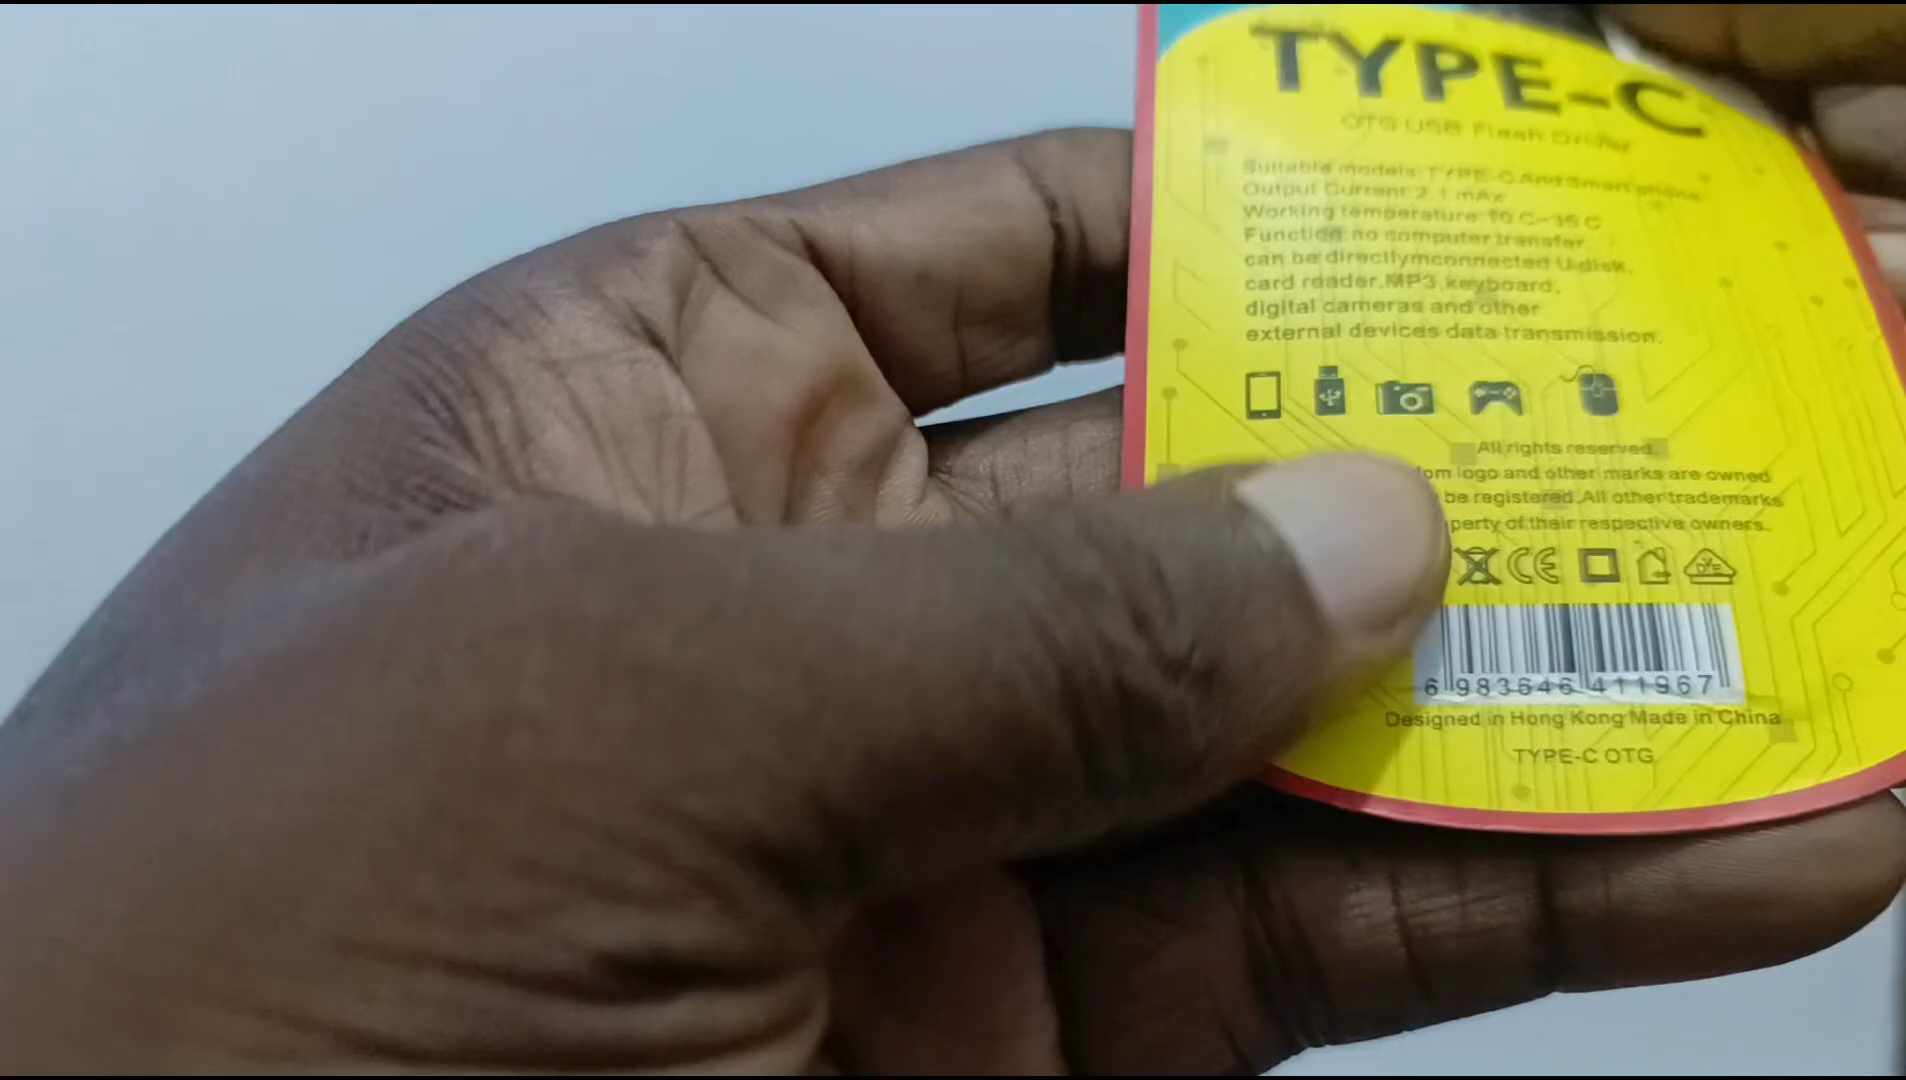 TYPE-C
OTG USB Flash Driver
Suitable models:TYPE-C And Smart phone
Output Current:2.1 mAx
Working temperature:10 C~35 C
Function:no computer transfer,
can be directlymconnected U disk,
card reader,MP3,keyboard,
digital cameras and other
external devices data transmission.
All rights reserved.
logo and other marks are owned
be registered.All other trademarks
of their respective owners.
CE
6 983646 411967
Designed in Hong Kong Made in China
TYPE-C OTG